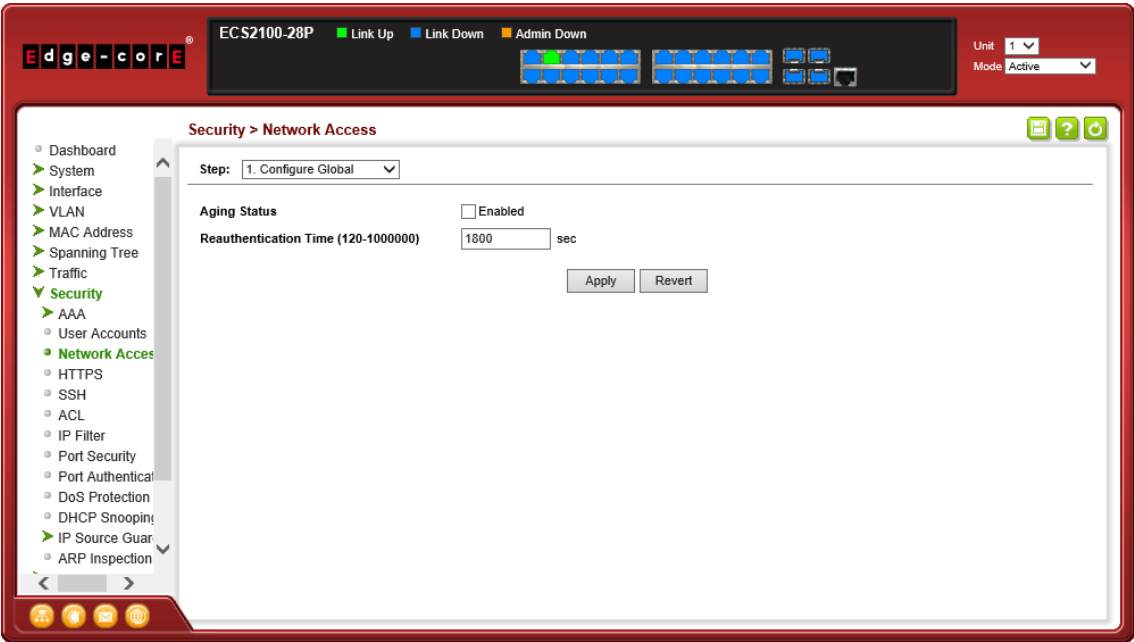 Edge-corE®
ECS2100-28P Link Up Link Down Admin Down
Unit 1
Mode Active
Security > Network Access
Dashboard
System
Interface
VLAN
MAC Address
Spanning Tree
Traffic
Security
AAA
User Accounts
Network Acces
HTTPS
SSH
ACL
IP Filter
Port Security
Port Authenticat
DoS Protection
DHCP Snooping
IP Source Guar
ARP Inspection
Step: 1. Configure Global
Aging Status Enabled
Reauthentication Time (120-1000000) 1800 sec
Apply Revert